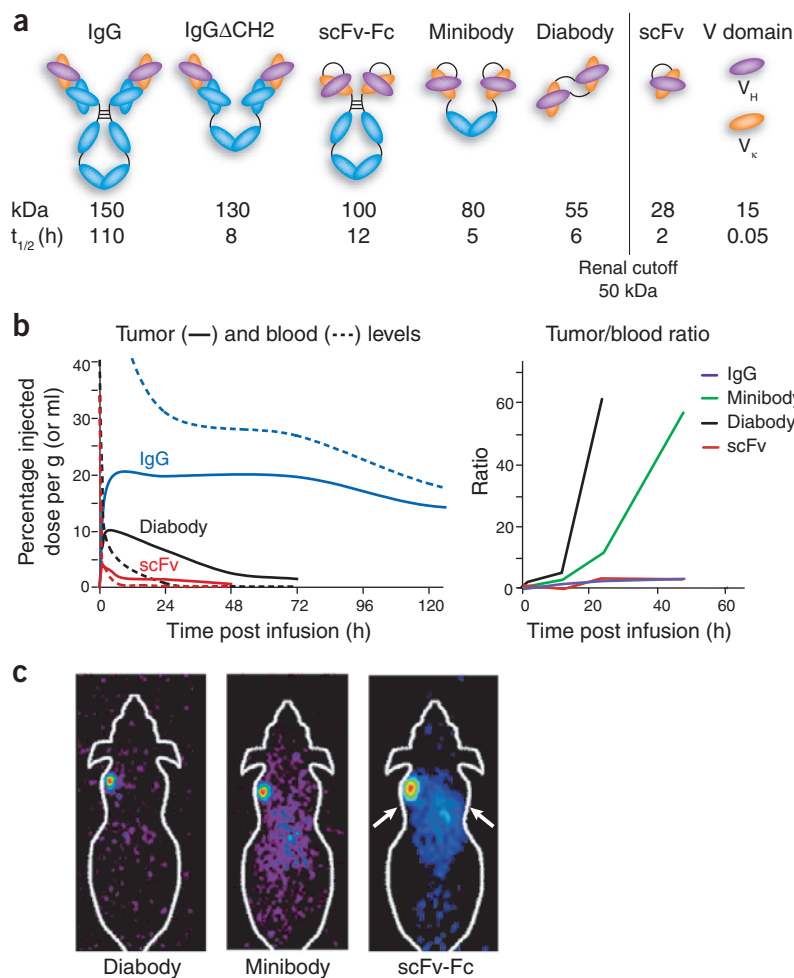 a
IgG IgGΔCH2 scFv-Fc Minibody Diabody scFv V domain
V_H
V_κ
kDa 150 130 100 80 55 28 15
t_1/2 (h) 110 8 12 5 6 2 0.05
Renal cutoff
50 kDa
b
Tumor (—) and blood (---) levels
Percentage injected
dose per g (or ml)
40
30
20
10
0
IgG
Diabody
scFv
0 24 48 72 96 120
Time post infusion (h)
Tumor/blood ratio
Ratio
60
40
20
0
IgG
Minibody
Diabody
scFv
0 20 40 60
Time post infusion (h)
c
Diabody Minibody scFv-Fc